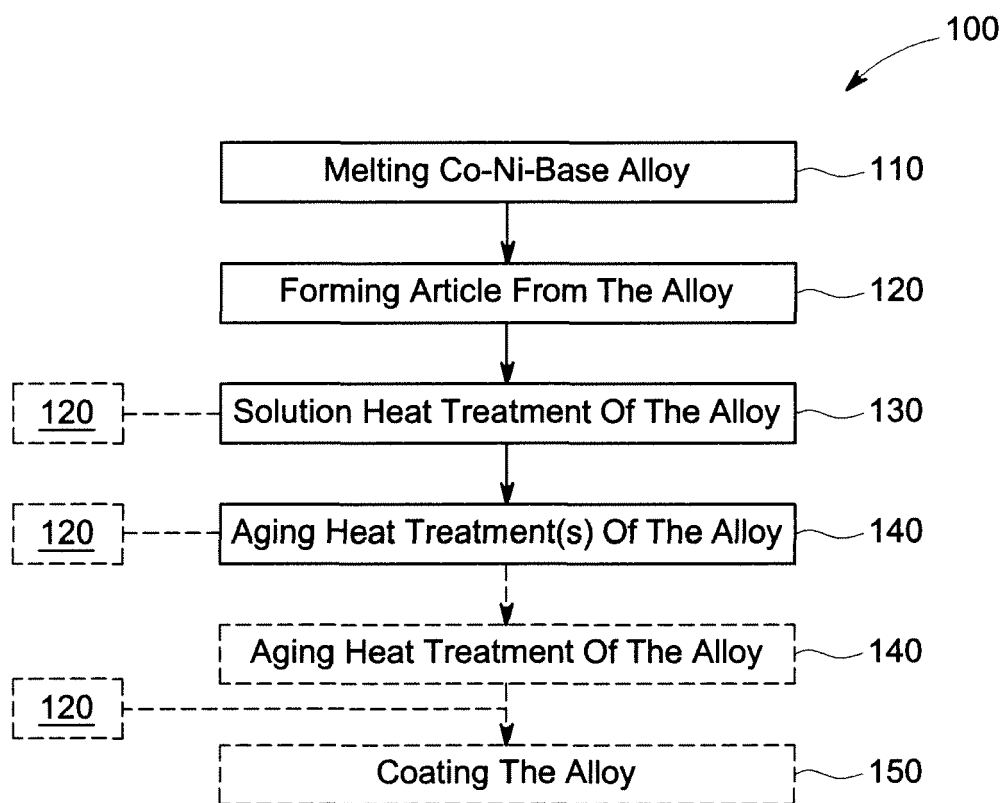 100
Melting Co-Ni-Base Alloy 110
Forming Article From The Alloy 120
120 Solution Heat Treatment Of The Alloy 130
120 Aging Heat Treatment(s) Of The Alloy 140
Aging Heat Treatment Of The Alloy 140
120
Coating The Alloy 150